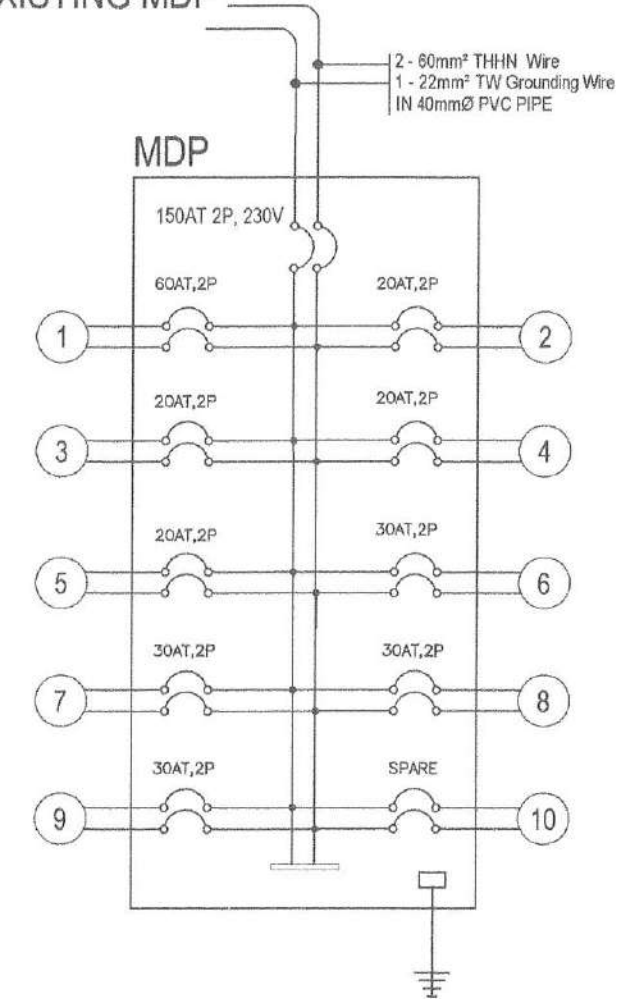 XISTING MDP
2 - 60mm² THHN Wire
1 - 22mm² TW Grounding Wire
IN 40mmØ PVC PIPE
MDP
150AT 2P, 230V
60AT,2P
20AT,2P
1
2
20AT,2P
20AT,2P
3
4
20AT,2P
30AT,2P
5
6
30AT,2P
30AT,2P
7
8
30AT,2P
SPARE
9
10